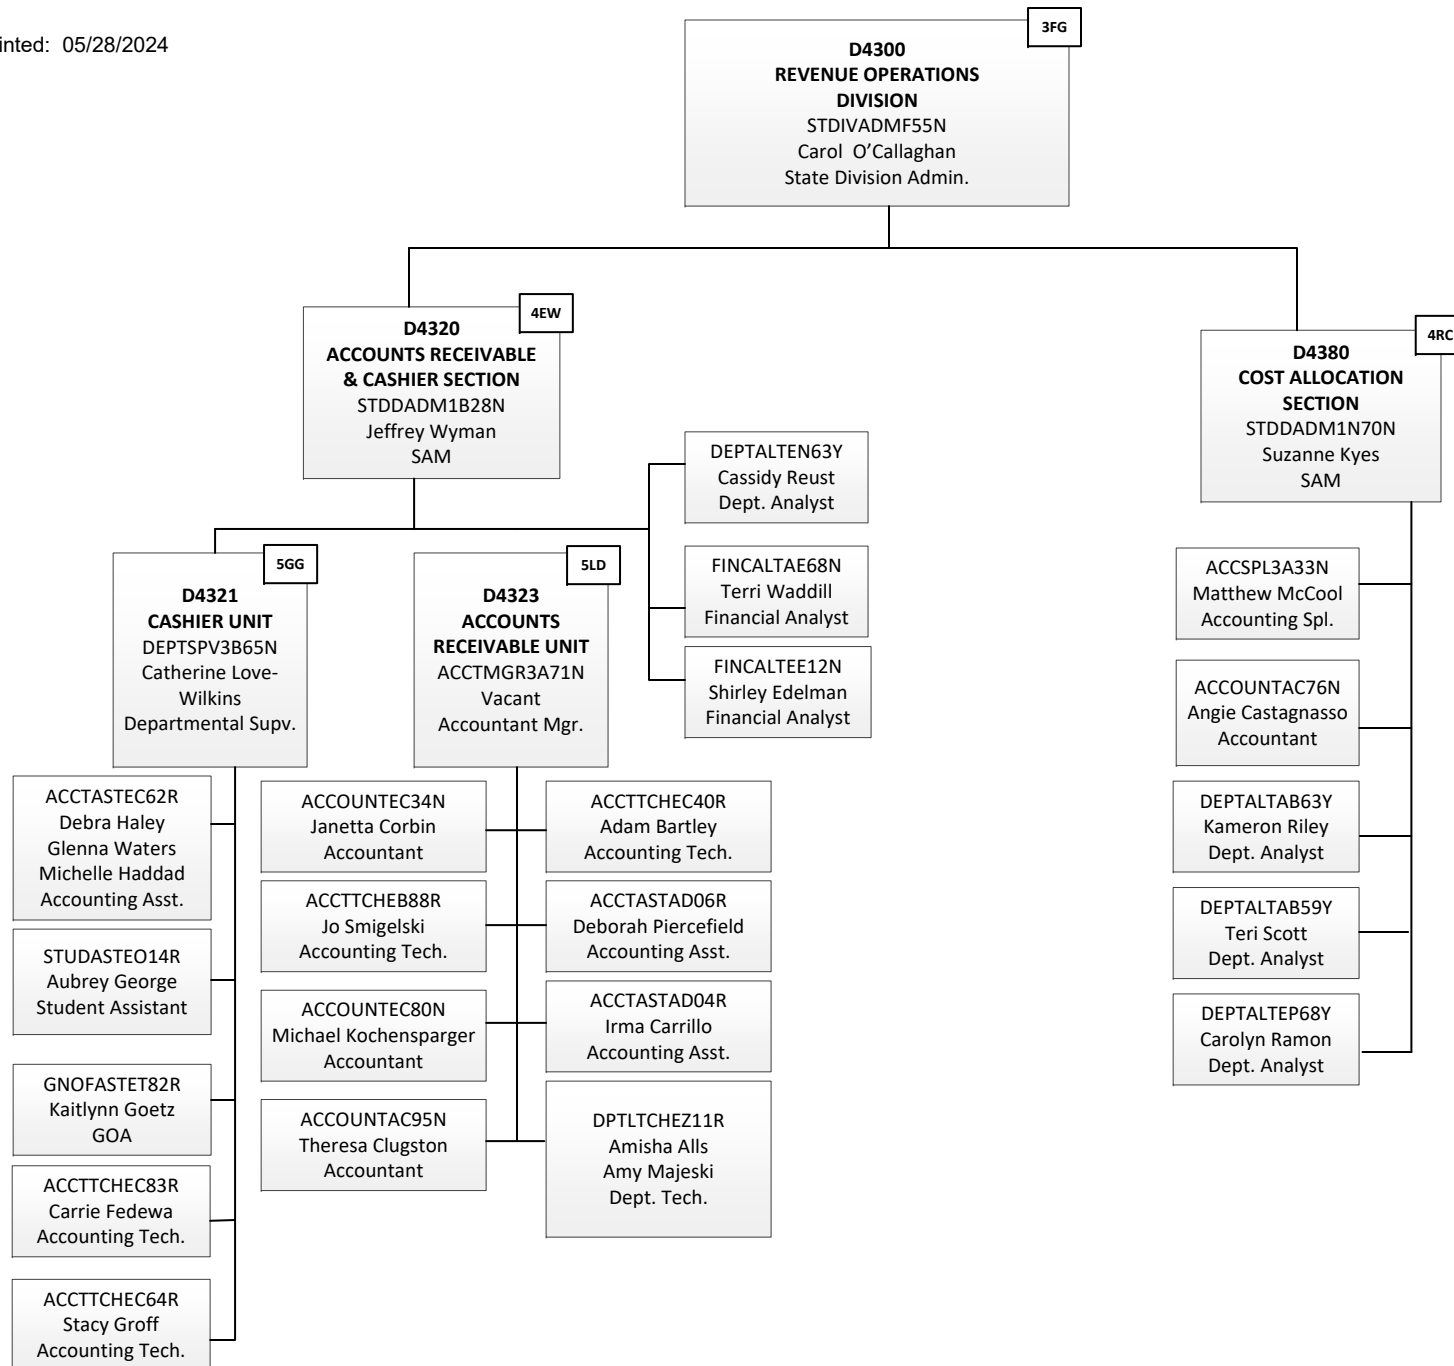 inted: 05/28/2024
3FG
D4300
REVENUE OPERATIONS
DIVISION
STDIVADMF55N
Carol O'Callaghan
State Division Admin.
4EW
D4320
ACCOUNTS RECEIVABLE
& CASHIER SECTION
STDDADM1B28N
Jeffrey Wyman
SAM
4RC
D4380
COST ALLOCATION
SECTION
STDDADM1N70N
Suzanne Kyes
SAM
DEPTALTEN63Y
Cassidy Reust
Dept. Analyst
FINCALTAE68N
Terri Waddill
Financial Analyst
FINCALTEE12N
Shirley Edelman
Financial Analyst
5GG
D4321
CASHIER UNIT
DEPTSPV3B65N
Catherine Love-
Wilkins
Departmental Supv.
5LD
D4323
ACCOUNTS
RECEIVABLE UNIT
ACCTMGR3A71N
Vacant
Accountant Mgr.
ACCTASTEC62R
Debra Haley
Glenna Waters
Michelle Haddad
Accounting Asst.
STUDASTEO14R
Aubrey George
Student Assistant
GNOFASTET82R
Kaitlynn Goetz
GOA
ACCTTCHEC83R
Carrie Fedewa
Accounting Tech.
ACCTTCHEC64R
Stacy Groff
Accounting Tech.
ACCOUNTEC34N
Janetta Corbin
Accountant
ACCTTCHEB88R
Jo Smigelski
Accounting Tech.
ACCOUNTEC80N
Michael Kochensparger
Accountant
ACCOUNTAC95N
Theresa Clugston
Accountant
ACCTTCHEC40R
Adam Bartley
Accounting Tech.
ACCTASTAD06R
Deborah Piercefield
Accounting Asst.
ACCTASTAD04R
Irma Carrillo
Accounting Asst.
DPTLTCHEZ11R
Amisha Alls
Amy Majeski
Dept. Tech.
ACCSPL3A33N
Matthew McCool
Accounting Spl.
ACCOUNTAC76N
Angie Castagnasso
Accountant
DEPTALTAB63Y
Kameron Riley
Dept. Analyst
DEPTALTAB59Y
Teri Scott
Dept. Analyst
DEPTALTEP68Y
Carolyn Ramon
Dept. Analyst